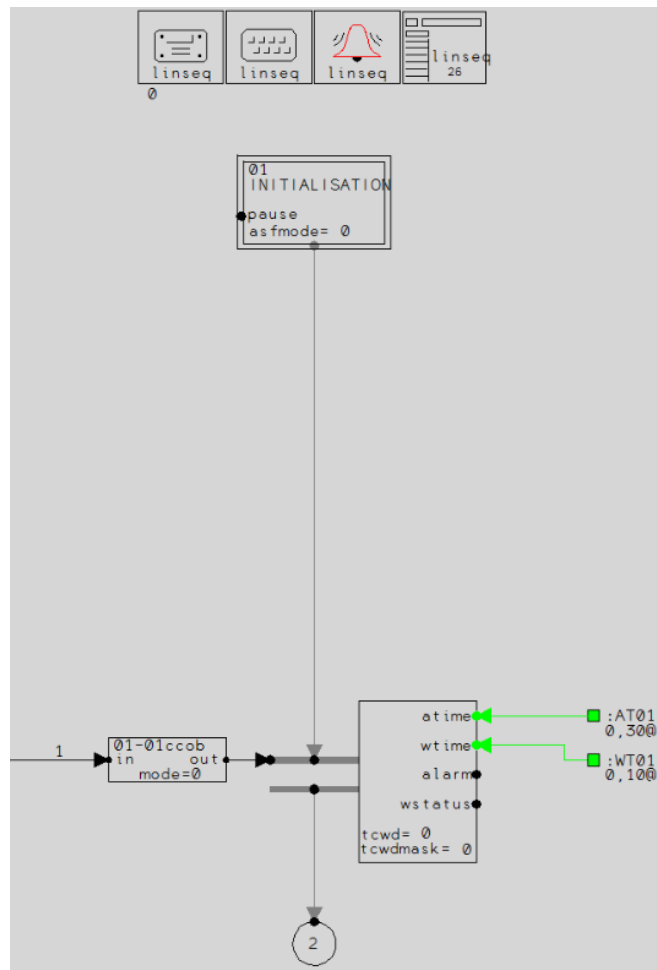 linseq linseq linseq linseq
26
0
01
INITIALISATION
pause
asfmode= 0
atime :AT01
0,30@
wtime
1 01-01ccob
in out
:WT01
0,10@
mode=0
alarm
wstatus
tcwd= 0
tcwdmask= 0
2